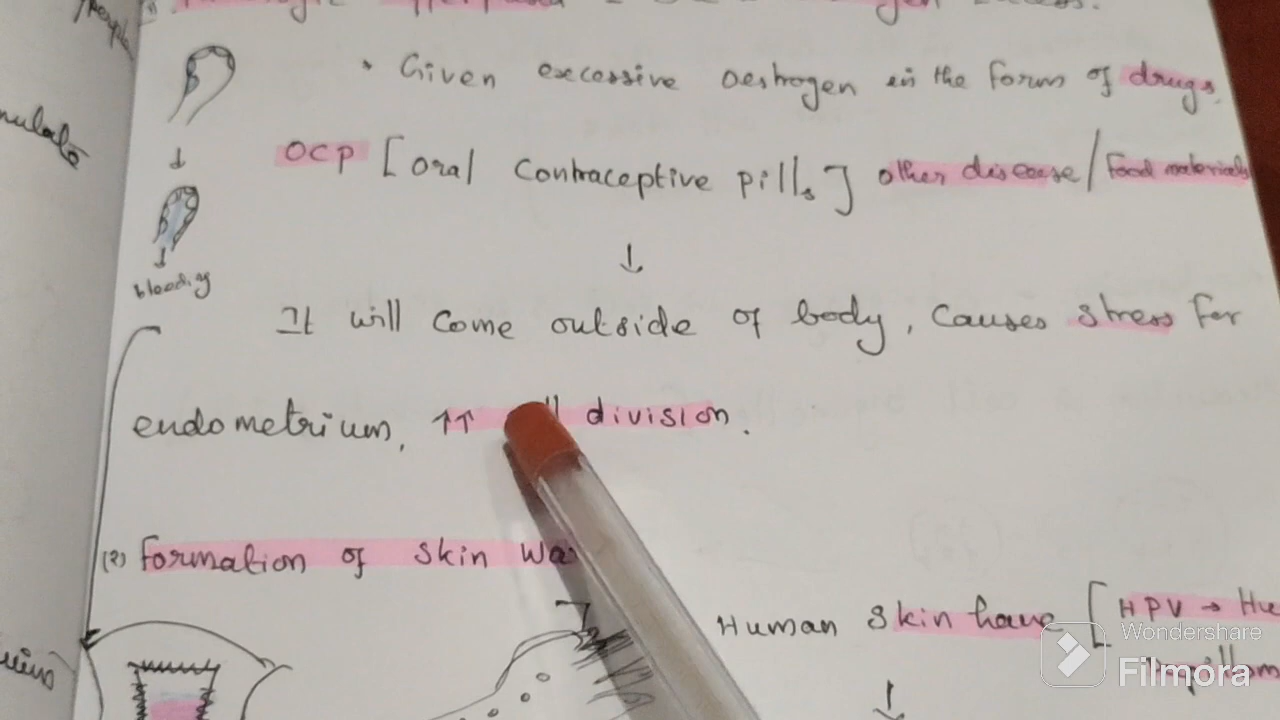 • Given excessive oestrogen in the form of drugs.
OCP [oral contraceptive pills] other disease/food materials
↓
bleeding
It will come outside of body, causes stress for
endometrium, ↑↑ division.
(2) Formation of skin
Human skin have [HPV →
Wondershare
Filmora